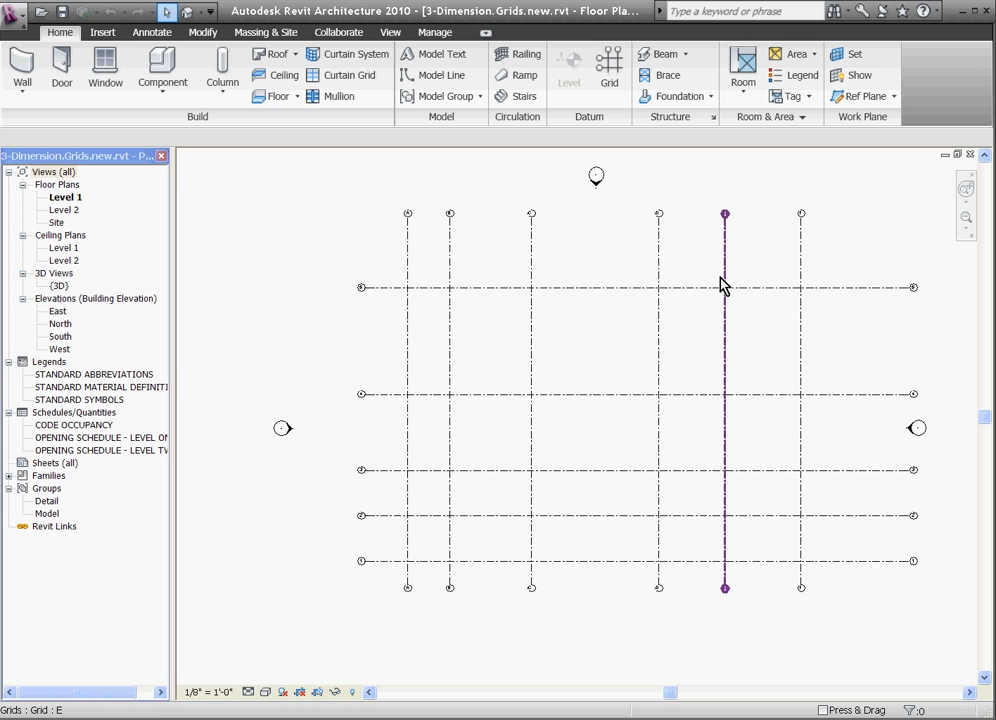 Autodesk Revit Architecture 2010 - [3-Dimension.Grids.new.rvt - Floor Pla...
Type a keyword or phrase
Home Insert Annotate Modify Massing & Site Collaborate View Manage
Wall
Door
Window
Component
Column
Roof
Ceiling
Floor
Curtain System
Curtain Grid
Mullion
Build
Model Text
Model Line
Model Group
Model
Railing
Ramp
Stairs
Circulation
Level
Grid
Datum
Beam
Brace
Foundation
Structure
Room
Area
Legend
Tag
Room & Area
Set
Show
Ref Plane
Work Plane
3-Dimension.Grids.new.rvt - P...
Views (all)
Floor Plans
Level 1
Level 2
Site
Ceiling Plans
Level 1
Level 2
3D Views
{3D}
Elevations (Building Elevation)
East
North
South
West
Legends
STANDARD ABBREVIATIONS
STANDARD MATERIAL DEFINITI
STANDARD SYMBOLS
Schedules/Quantities
CODE OCCUPANCY
OPENING SCHEDULE - LEVEL ON
OPENING SCHEDULE - LEVEL TV
Sheets (all)
Families
Groups
Detail
Model
Revit Links
1/8" = 1'-0"
Grids : Grid : E
Press & Drag
:0